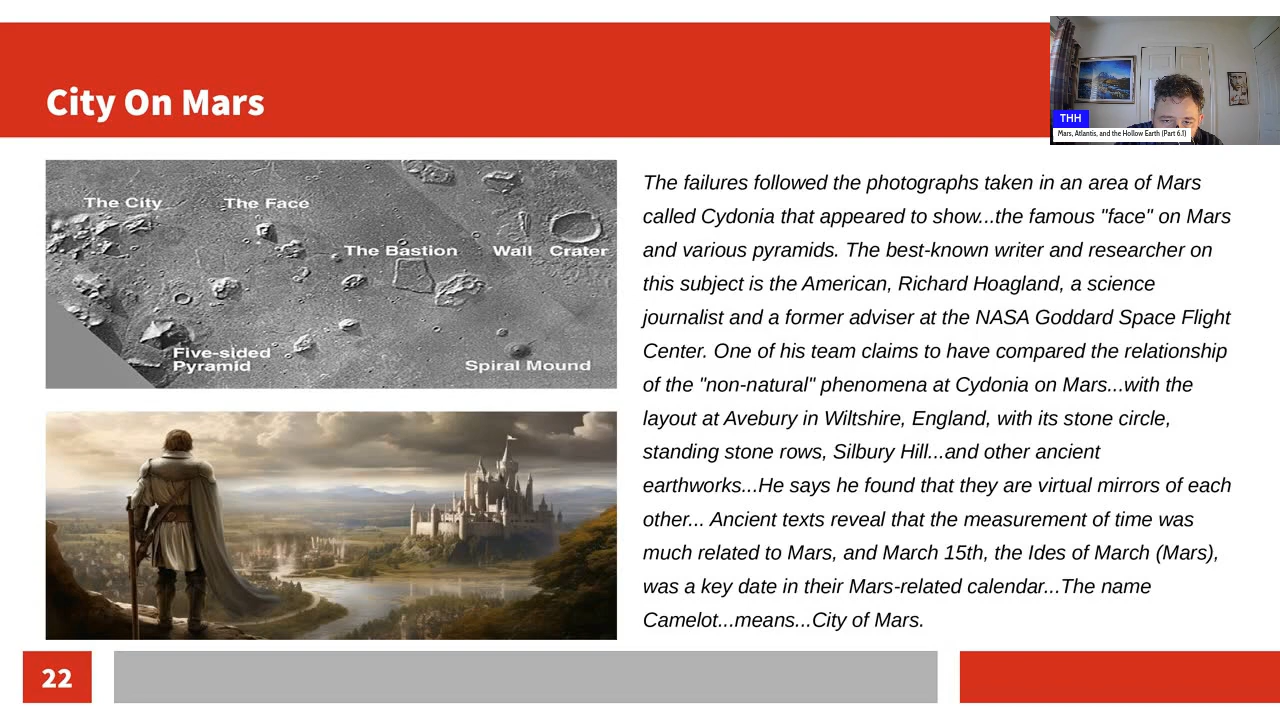 City On Mars
THH
Mars, Atlantis, and the Hollow Earth (Part 6.1)
The City
The Face
The Bastion
Wall
Crater
Five-sided
Pyramid
Spiral Mound
The failures followed the photographs taken in an area of Mars
called Cydonia that appeared to show...the famous "face" on Mars
and various pyramids. The best-known writer and researcher on
this subject is the American, Richard Hoagland, a science
journalist and a former adviser at the NASA Goddard Space Flight
Center. One of his team claims to have compared the relationship
of the "non-natural" phenomena at Cydonia on Mars...with the
layout at Avebury in Wiltshire, England, with its stone circle,
standing stone rows, Silbury Hill...and other ancient
earthworks...He says he found that they are virtual mirrors of each
other... Ancient texts reveal that the measurement of time was
much related to Mars, and March 15th, the Ides of March (Mars),
was a key date in their Mars-related calendar...The name
Camelot...means...City of Mars.
22